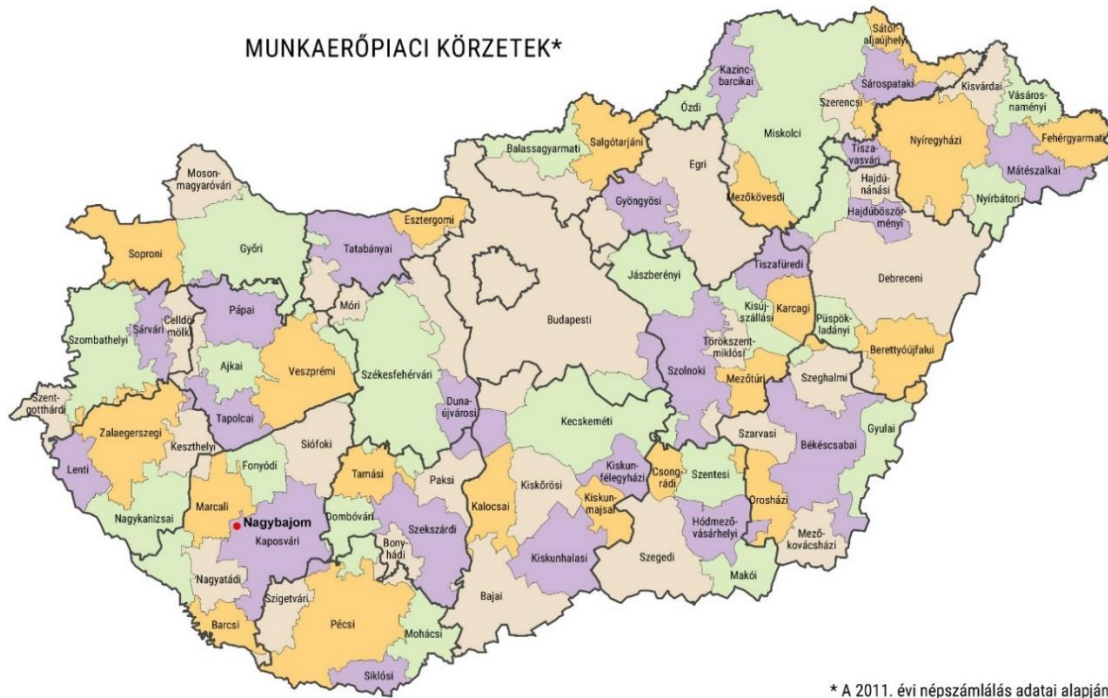 MUNKAERŐPIACI KÖRZETEK*
Sátor-
aljaújhelyi
Kazinc-
barcikai
Sárospataki
Kisvárdai
Vásáros-
naményi
Ózdi
Szerencsi
Miskolci
Salgótarjáni
Balassagyarmati
Nyíregyházi
Fehérgyarmati
Tisza-
vasvári
Egri
Mátészalkai
Moson-
magyaróvári
Hajdú-
nánási
Gyöngyösi
Mezőkövesdi
Nyírbátori
Hajdúböször-
ményi
Esztergomi
Soproni
Győri
Tatabányai
Tiszafüredi
Jászberényi
Debreceni
Móri
Pápai
Celldö-
mölki
Sárvári
Karcagi
Kisúj-
szállási
Püspök-
ladányi
Budapesti
Szombathelyi
Törökszent-
miklósi
Berettyóújfalui
Ajkai
Veszprémi
Székesfehérvári
Szolnoki
Mezőtúri
Szeghalmi
Szent-
gotthárdi
Duna-
újvárosi
Tapolcai
Kecskeméti
Zalaegerszegi
Szarvasi
Gyulai
Siófoki
Keszthelyi
Békéscsabai
Lenti
Fonyódi
Tamási
Paksi
Kiskun-
félegyházi
Csong-
rádi
Szentesi
Kiskőrösi
Marcali
Kalocsai
Kiskun-
majsai
Orosházi
Nagykanizsai
Dombóvári
Szekszárdi
Nagybajom
Hódmező-
vásárhelyi
Kaposvári
Mező-
kovácsházi
Bony-
hádi
Kiskunhalasi
Szegedi
Nagyatádi
Makói
Szigetvári
Bajai
Barcsi
Pécsi
Mohácsi
Siklósi
* A 2011. évi népszámlálás adatai alapján